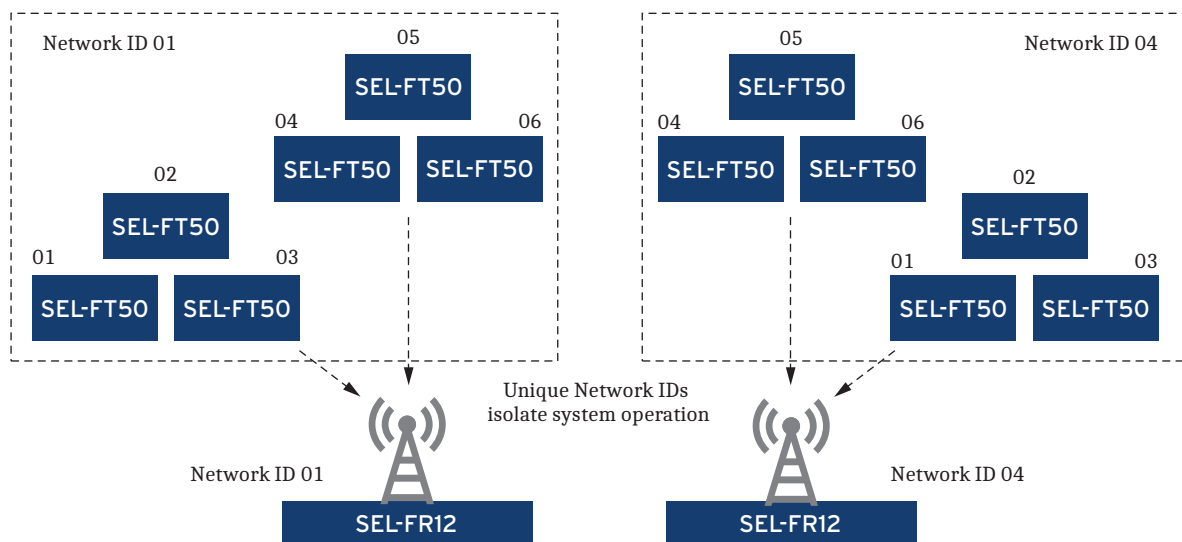 Network ID 01
05
SEL-FT50
04
06
SEL-FT50
SEL-FT50
02
SEL-FT50
01
03
SEL-FT50
SEL-FT50
Network ID 04
05
SEL-FT50
04
06
SEL-FT50
SEL-FT50
02
SEL-FT50
01
03
SEL-FT50
SEL-FT50
Unique Network IDs
isolate system operation
Network ID 01
SEL-FR12
Network ID 04
SEL-FR12